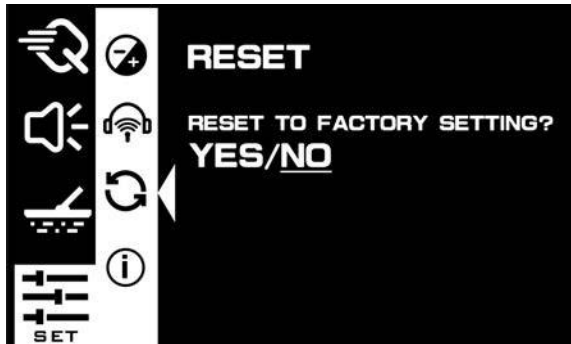 RESET
RESET TO FACTORY SETTING?
YES/NO
SET